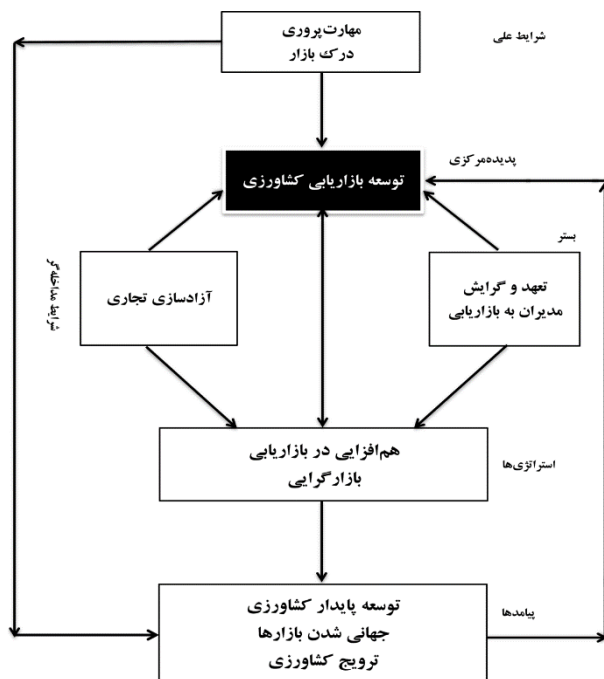 شرایط علی
مهارت‌پروری
درک بازار
پدیده‌مرکزی
توسعه بازاریابی کشاورزی
بستر
تعهد و گرایش
مدیران به بازاریابی
آزادسازی تجاری
شرایط مداخله‌گر
هم‌افزایی در بازاریابی
بازارگرایی
استراتژی‌ها
توسعه پایدار کشاورزی
جهانی شدن بازارها
ترویج کشاورزی
پیامدها